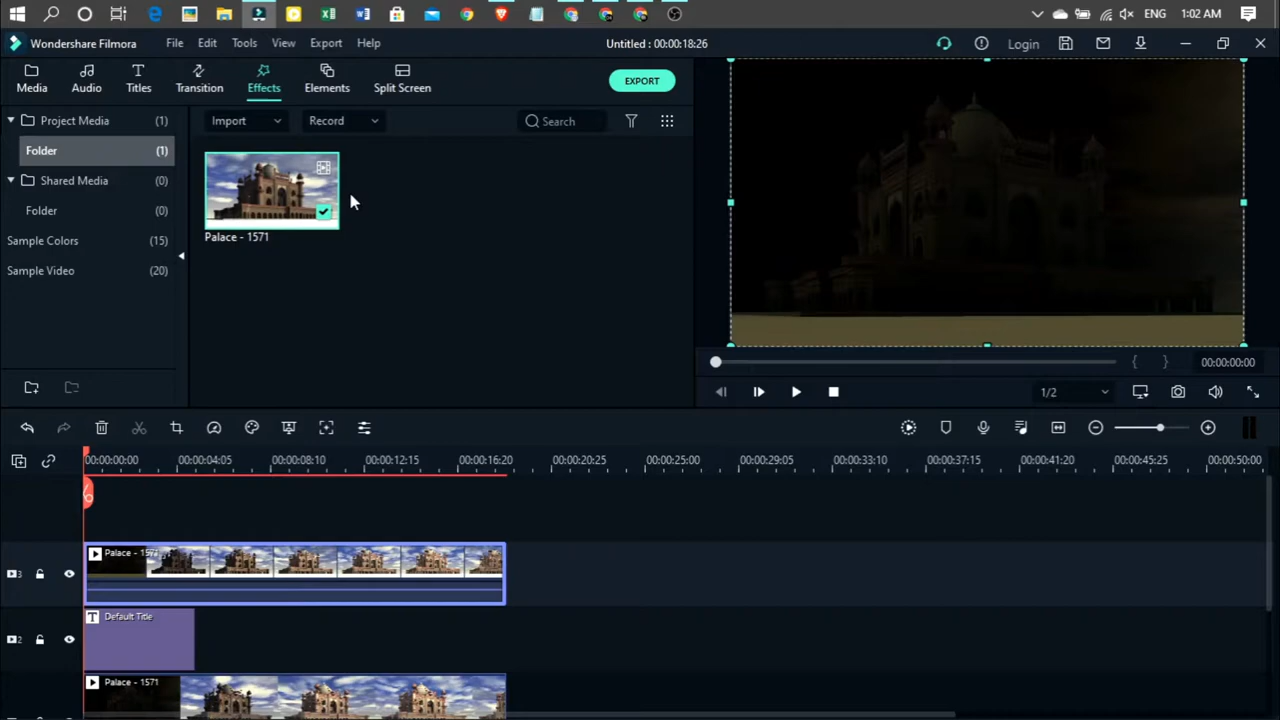 ENG 1:02 AM
Wondershare Filmora File Edit Tools View Export Help Untitled : 00:00:18:26 Login
Media Audio Titles Transition Effects Elements Split Screen EXPORT
Project Media (1) Import Record Search
Folder (1)
Shared Media (0)
Folder (0)
Palace - 1571
Sample Colors (15)
Sample Video (20)
{ } 00:00:00:00
1/2
00:00:00:00 00:00:04:05 00:00:08:10 00:00:12:15 00:00:16:20 00:00:20:25 00:00:25:00 00:00:29:05 00:00:33:10 00:00:37:15 00:00:41:20 00:00:45:25 00:00:50:00
Palace - 1571
3
Default Title
2
Palace - 1571